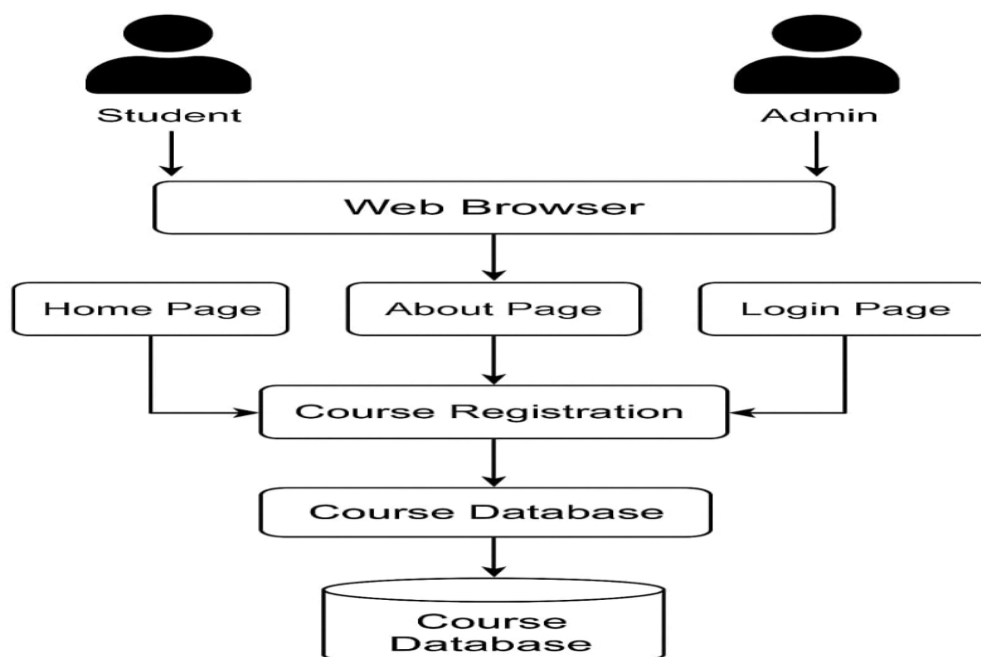 Student
Admin
Web Browser
Home Page
About Page
Login Page
Course Registration
Course Database
Course
Database